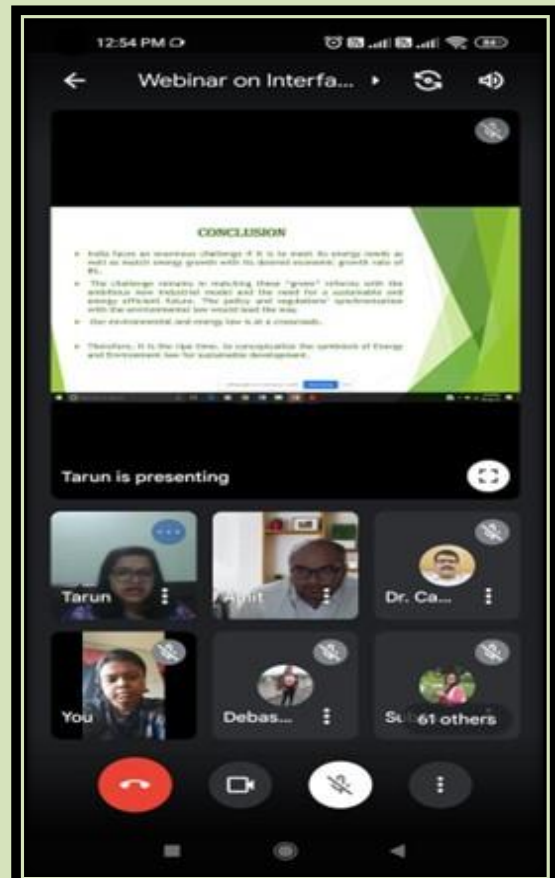 12:54 PM
Webinar on Interfa...
CONCLUSION
India faces an enormous challenge if it is to meet its energy needs as
well as match energy growth with its desired economic growth rate of
8%.
The challenge remains in matching these "green" reforms with the
ambitious new industrial model and the need for a sustainable and
energy efficient future. The policy and regulations' synchronization
with the environmental law would lead the way.
Our environmental and energy law is at a crossroads.
Therefore, it is the ripe time, to conceptualize the symbiosis of Energy
and Environment law for sustainable development.
Tarun is presenting
Tarun
Amit
Dr. Ca...
You
Debas...
61 others